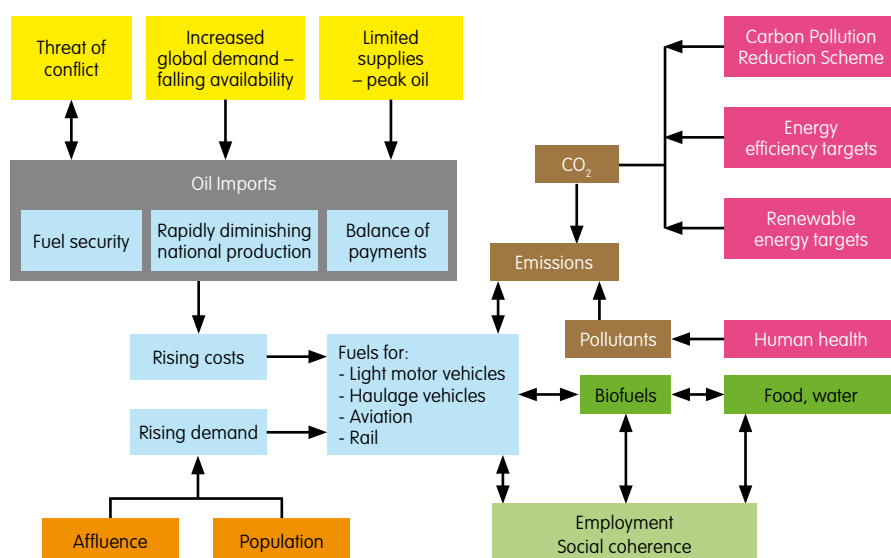 Threat of
conflict
Increased
global demand –
falling availability
Limited
supplies
– peak oil
Carbon Pollution
Reduction Scheme
Energy
efficiency targets
CO₂
Oil Imports
Fuel security
Rapidly diminishing
national production
Balance of
payments
Renewable
energy targets
Emissions
Pollutants
Human health
Rising costs
Fuels for:
- Light motor vehicles
- Haulage vehicles
- Aviation
- Rail
Biofuels
Food, water
Rising demand
Affluence
Population
Employment
Social coherence